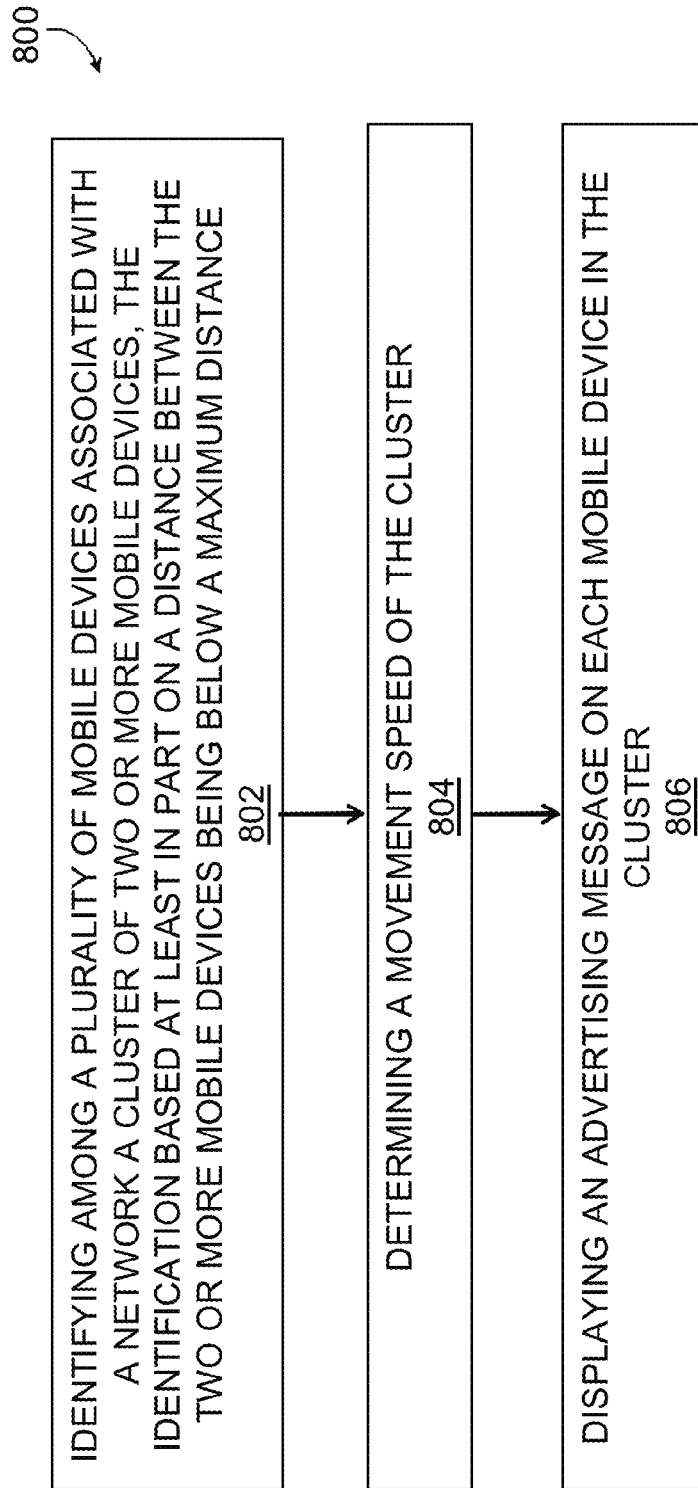 800
IDENTIFYING AMONG A PLURALITY OF MOBILE DEVICES ASSOCIATED WITH
A NETWORK A CLUSTER OF TWO OR MORE MOBILE DEVICES, THE
IDENTIFICATION BASED AT LEAST IN PART ON A DISTANCE BETWEEN THE
TWO OR MORE MOBILE DEVICES BEING BELOW A MAXIMUM DISTANCE
802
DETERMINING A MOVEMENT SPEED OF THE CLUSTER
804
DISPLAYING AN ADVERTISING MESSAGE ON EACH MOBILE DEVICE IN THE
CLUSTER
806